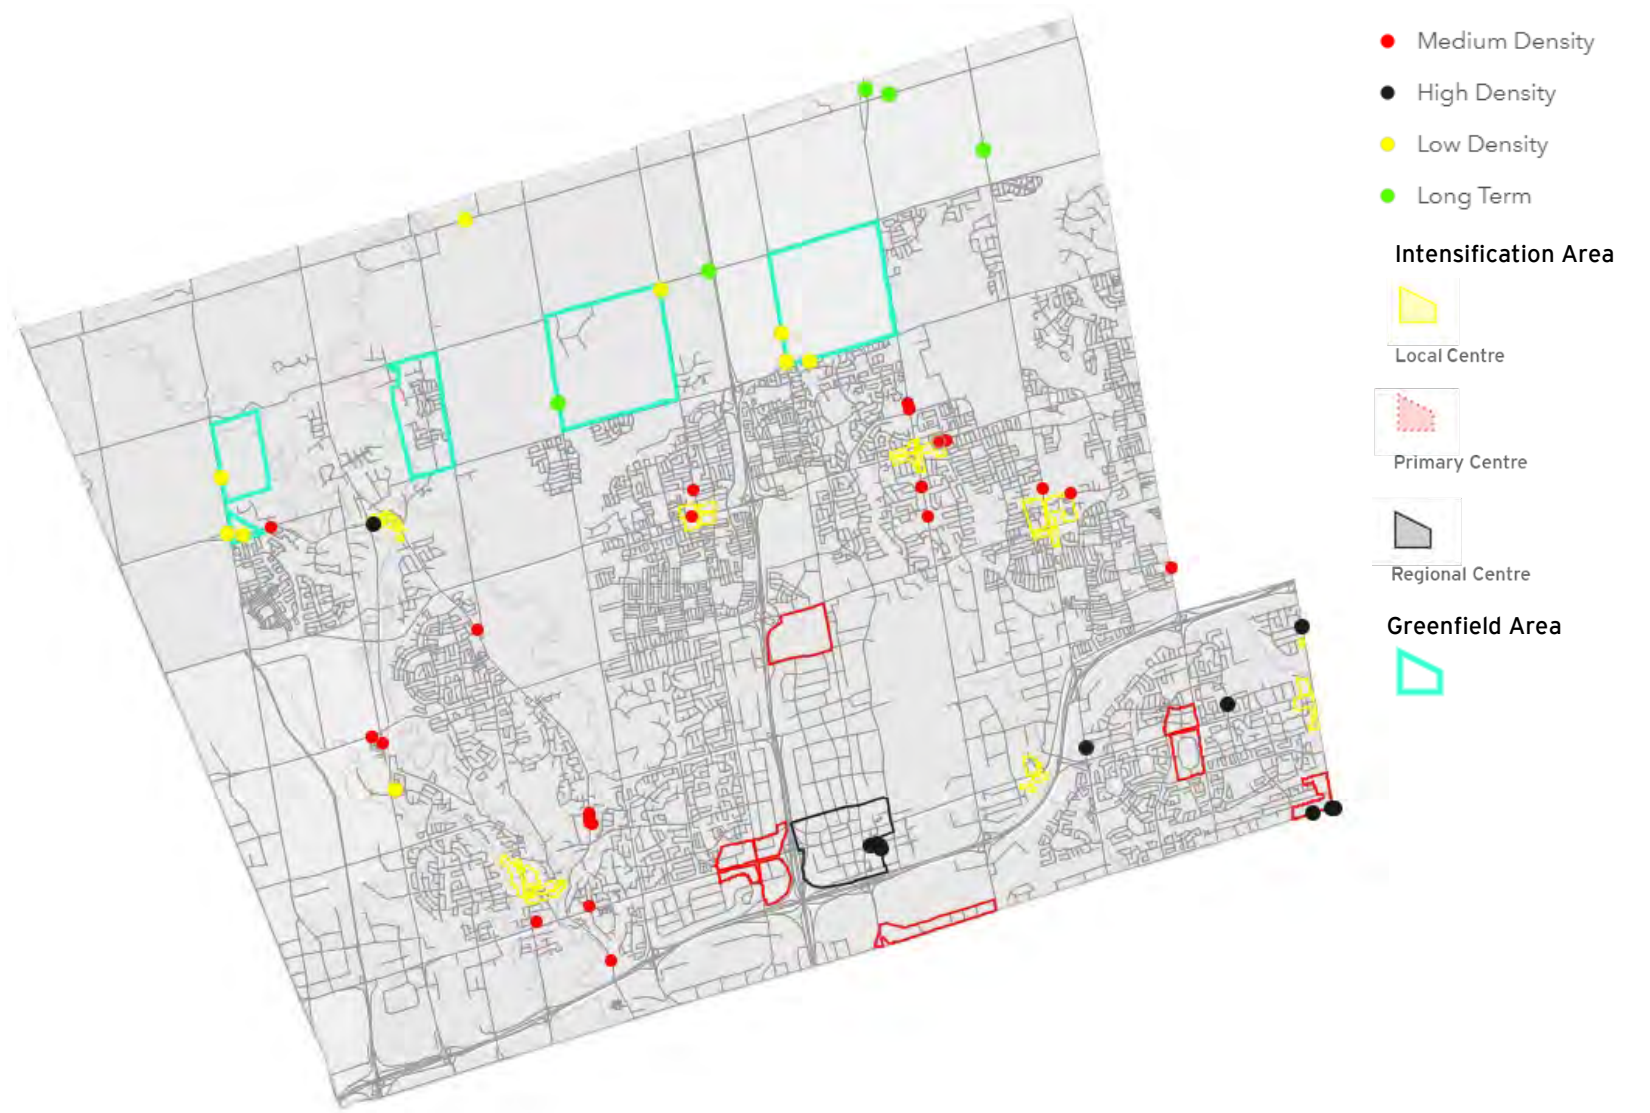 Medium Density
High Density
Low Density
Long Term
Intensification Area
Local Centre
Primary Centre
Regional Centre
Greenfield Area